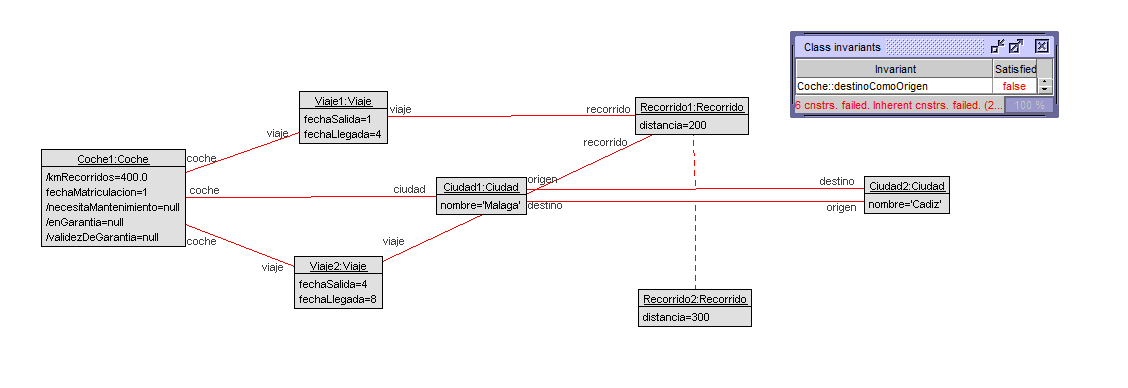 Class invariants
Invariant Satisfied
Coche::destinoComoOrigen false
6 cnstrs. failed. Inherent cnstrs. failed. (2... 100 %
Viaje1:Viaje
fechaSalida=1
fechaLlegada=4
viaje
recorrido
Recorrido1:Recorrido
distancia=200
viaje
coche
recorrido
Coche1:Coche
/kmRecorridos=400.0
fechaMatriculacion=1
/necesitaMantenimiento=null
/enGarantia=null
/validezDeGarantia=null
coche
ciudad
Ciudad1:Ciudad
nombre='Malaga'
origen
destino
destino
origen
Ciudad2:Ciudad
nombre='Cadiz'
coche
viaje
viaje
Viaje2:Viaje
fechaSalida=4
fechaLlegada=8
Recorrido2:Recorrido
distancia=300